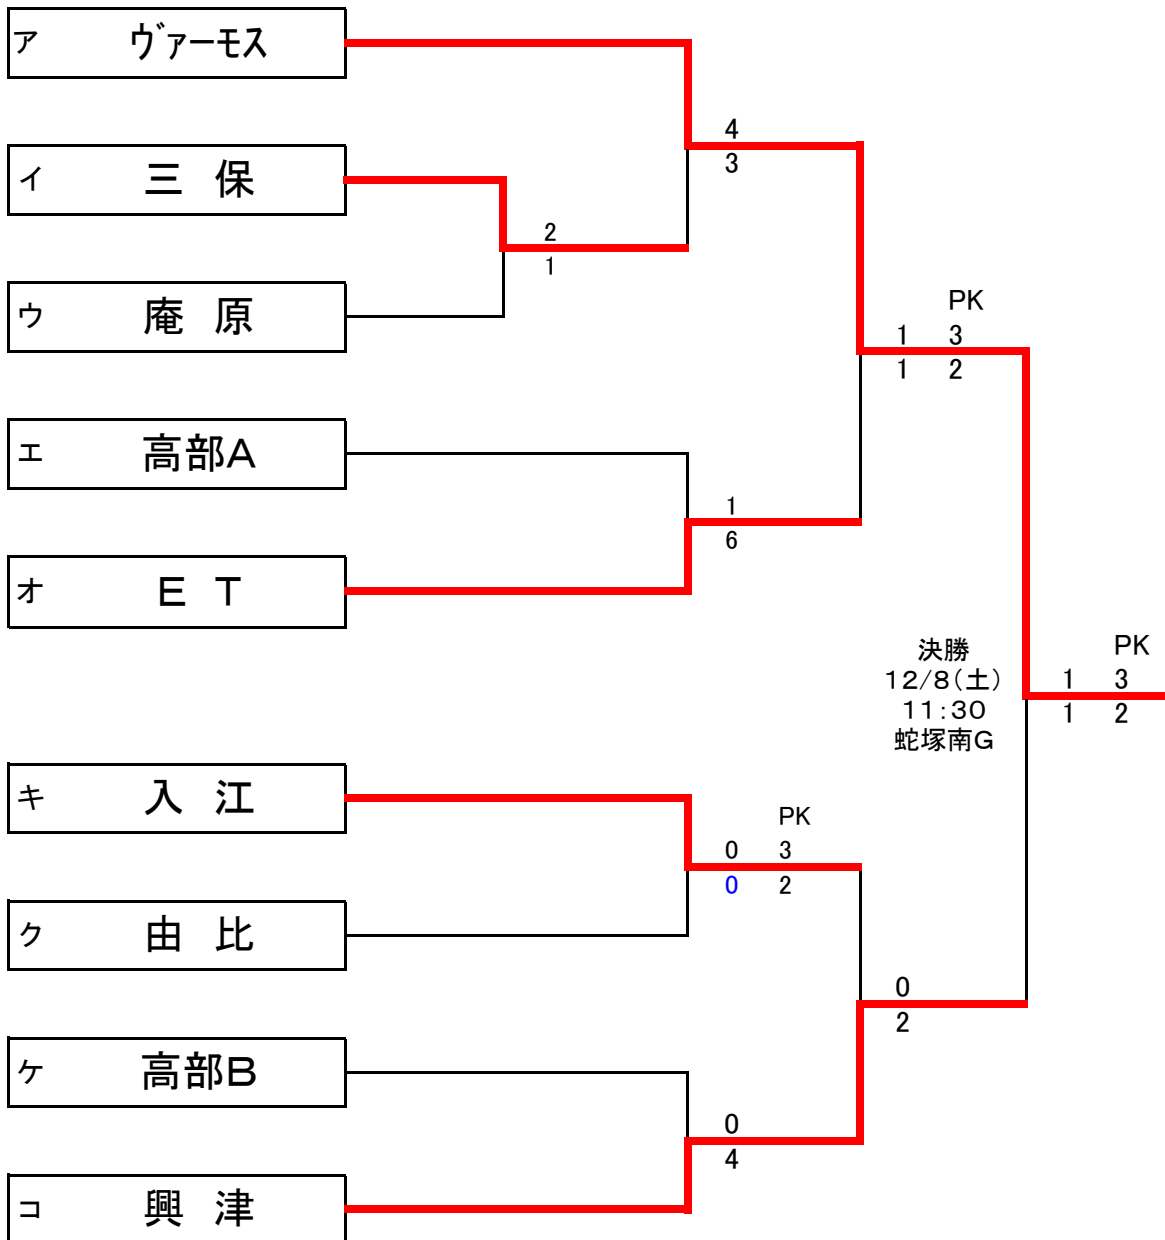 ア ヴァーモス
4
3
イ 三 保
2
1
ウ 庵 原
PK
1 3
1 2
エ 高部A
1
6
オ E T
決勝
12/8(土)
11:30
蛇塚南G
PK
1 3
1 2
キ 入 江
PK
0 3
0 2
ク 由 比
0
2
ケ 高部B
0
4
コ 興 津